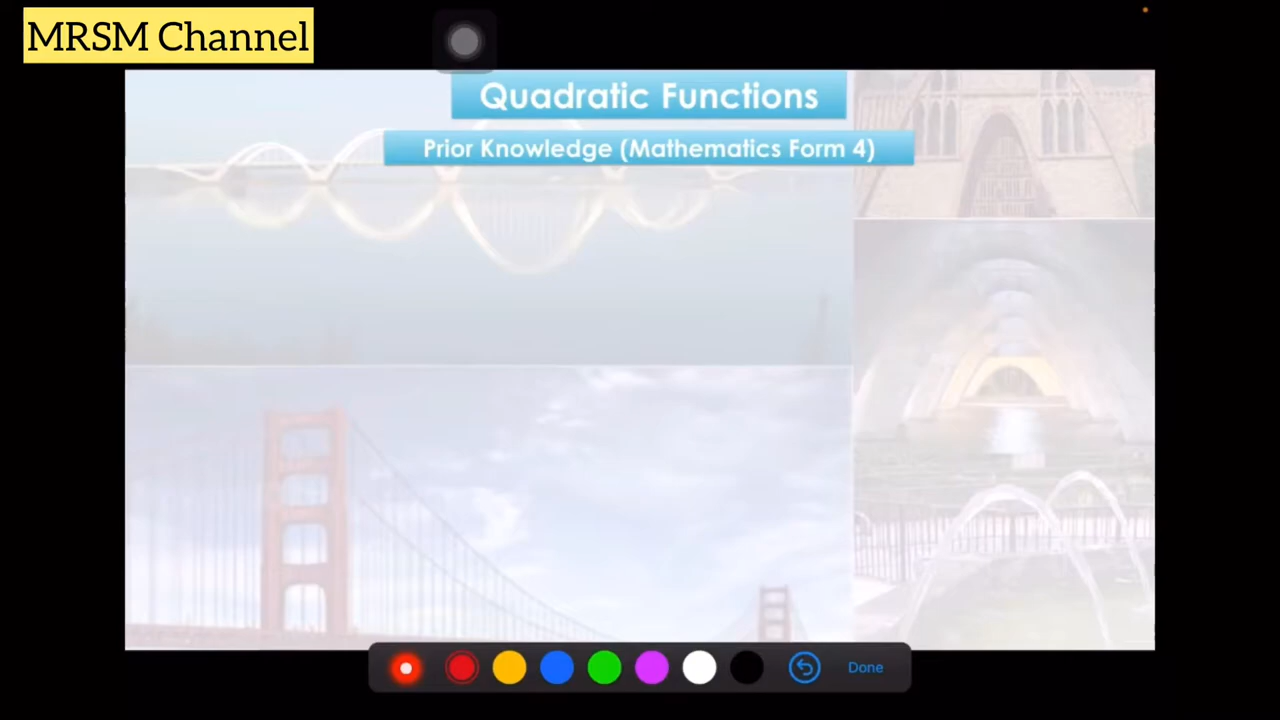 MRSM Channel
Quadratic Functions
Prior Knowledge (Mathematics Form 4)
Done